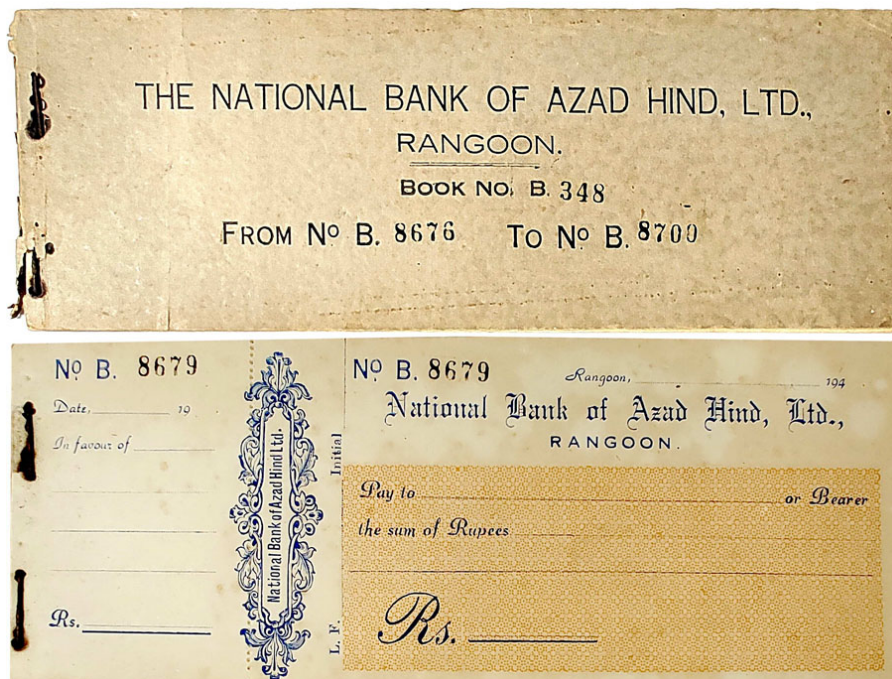 THE NATIONAL BANK OF AZAD HIND, LTD.,
RANGOON.
BOOK No. B. 348
FROM No B. 8676 TO No B. 8700
No B. 8679
Date, 19
In favour of
Rs.
National Bank of Azad Hind Ltd.
Initial
L. F.
No B. 8679
Rangoon, 194
National Bank of Azad Hind, Ltd.,
RANGOON.
Pay to or Bearer
the sum of Rupees
Rs.